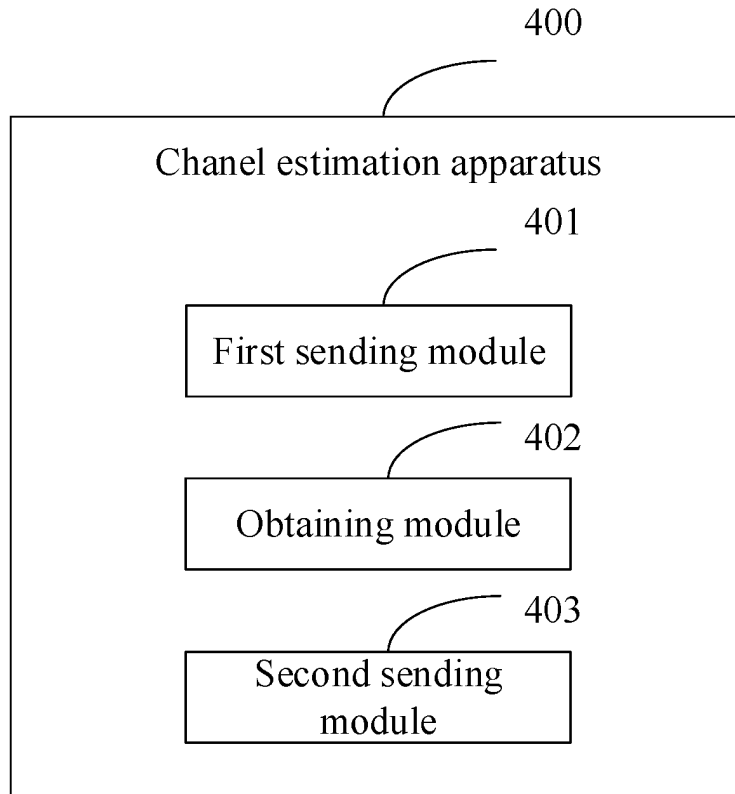 400
Chanel estimation apparatus
401
First sending module
402
Obtaining module
403
Second sending
module